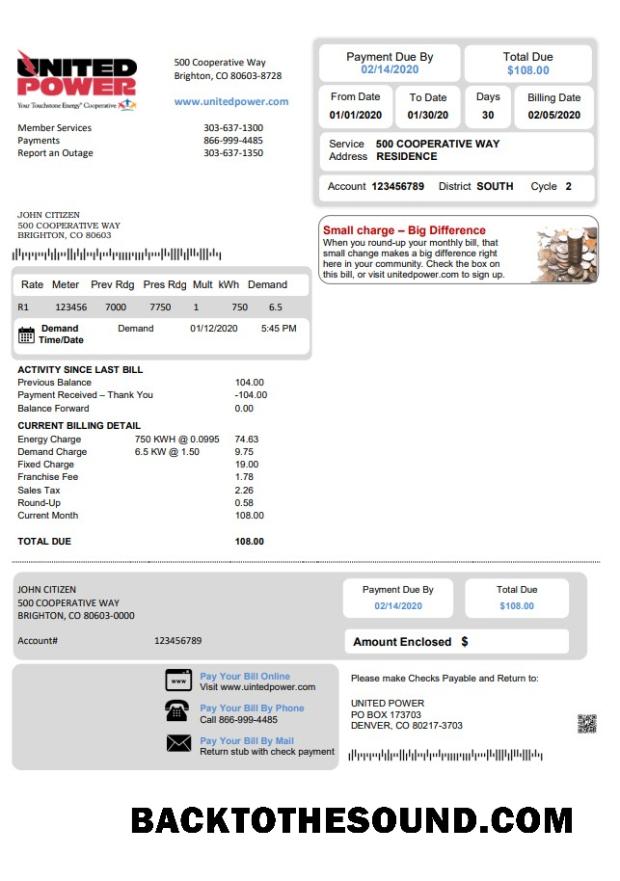 UNITED
POWER
Your Touchstone Energy® Cooperative
500 Cooperative Way
Brighton, CO 80603-8728
www.unitedpower.com
Member Services 303-637-1300
Payments 866-999-4485
Report an Outage 303-637-1350
Payment Due By Total Due
02/14/2020 $108.00
From Date To Date Days Billing Date
01/01/2020 01/30/20 30 02/05/2020
Service 500 COOPERATIVE WAY
Address RESIDENCE
Account 123456789 District SOUTH Cycle 2
JOHN CITIZEN
500 COOPERATIVE WAY
BRIGHTON, CO 80603
Small charge – Big Difference
When you round-up your monthly bill, that
small change makes a big difference right
here in your community. Check the box on
this bill, or visit unitedpower.com to sign up.
Rate Meter Prev Rdg Pres Rdg Mult kWh Demand
R1 123456 7000 7750 1 750 6.5
Demand Demand 01/12/2020 5:45 PM
Time/Date
ACTIVITY SINCE LAST BILL
Previous Balance 104.00
Payment Received – Thank You -104.00
Balance Forward 0.00
CURRENT BILLING DETAIL
Energy Charge 750 KWH @ 0.0995 74.63
Demand Charge 6.5 KW @ 1.50 9.75
Fixed Charge 19.00
Franchise Fee 1.78
Sales Tax 2.26
Round-Up 0.58
Current Month 108.00
TOTAL DUE 108.00
JOHN CITIZEN
500 COOPERATIVE WAY
BRIGHTON, CO 80603-0000
Account# 123456789
Payment Due By Total Due
02/14/2020 $108.00
Amount Enclosed $
www
Pay Your Bill Online
Visit www.uintedpower.com
Pay Your Bill By Phone
Call 866-999-4485
Pay Your Bill By Mail
Return stub with check payment
Please make Checks Payable and Return to:
UNITED POWER
PO BOX 173703
DENVER, CO 80217-3703
BACKTOTHESOUND.COM